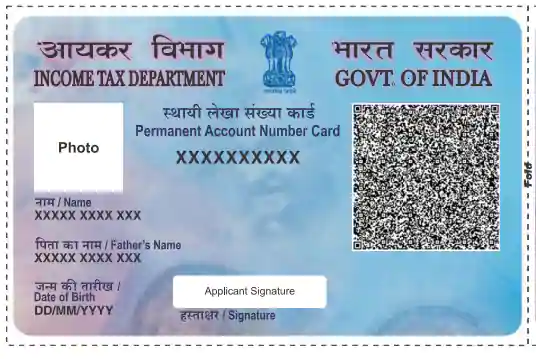 आयकर विभाग
INCOME TAX DEPARTMENT
भारत सरकार
GOVT. OF INDIA
स्थायी लेखा संख्या कार्ड
Permanent Account Number Card
XXXXXXXXXX
Photo
नाम / Name
XXXXX XXXX XXX
पिता का नाम / Father's Name
XXXXX XXXX XXX
जन्म की तारीख /
Date of Birth
DD/MM/YYYY
Applicant Signature
हस्ताक्षर / Signature
Fold